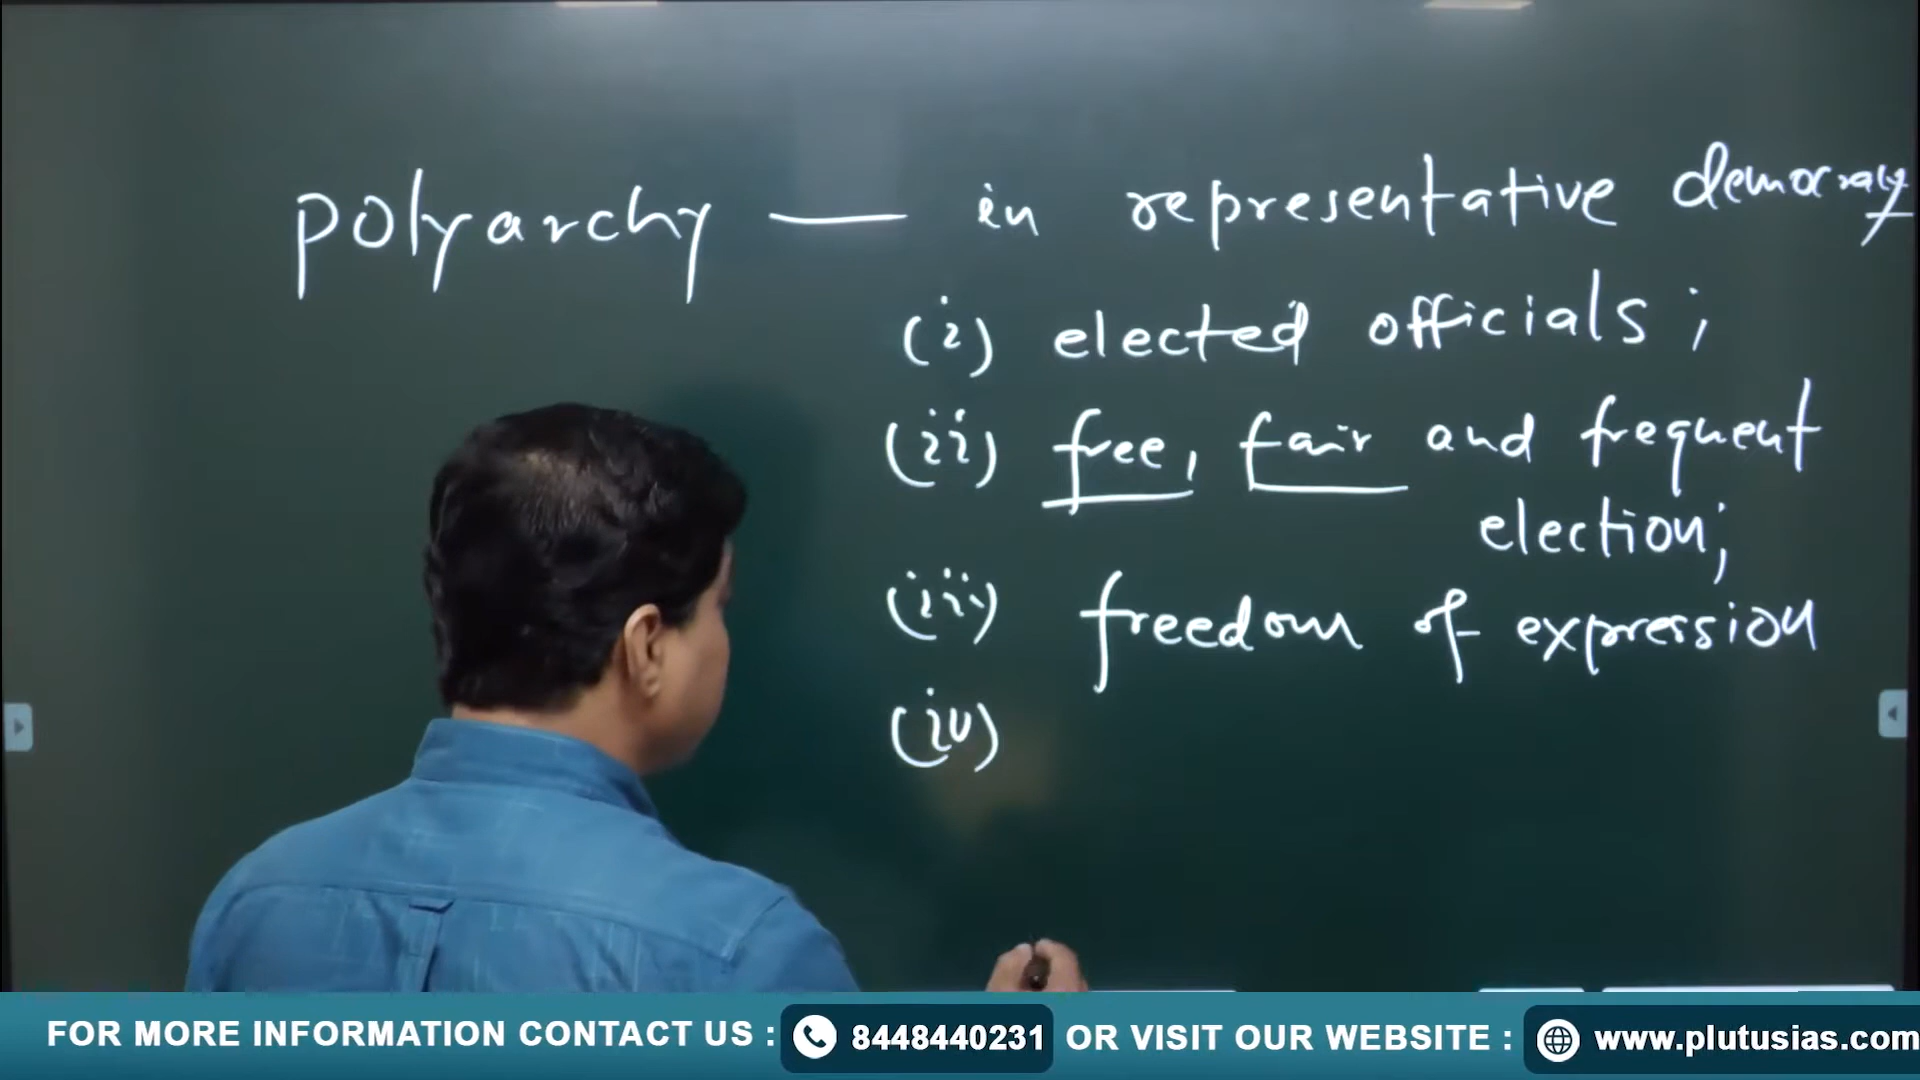 polyarchy — in representative democracy
(i) elected officials ;
(ii) free, fair and frequent
election;
(iii) freedom of expression
(iv)
FOR MORE INFORMATION CONTACT US : 8448440231 OR VISIT OUR WEBSITE : www.plutusias.com